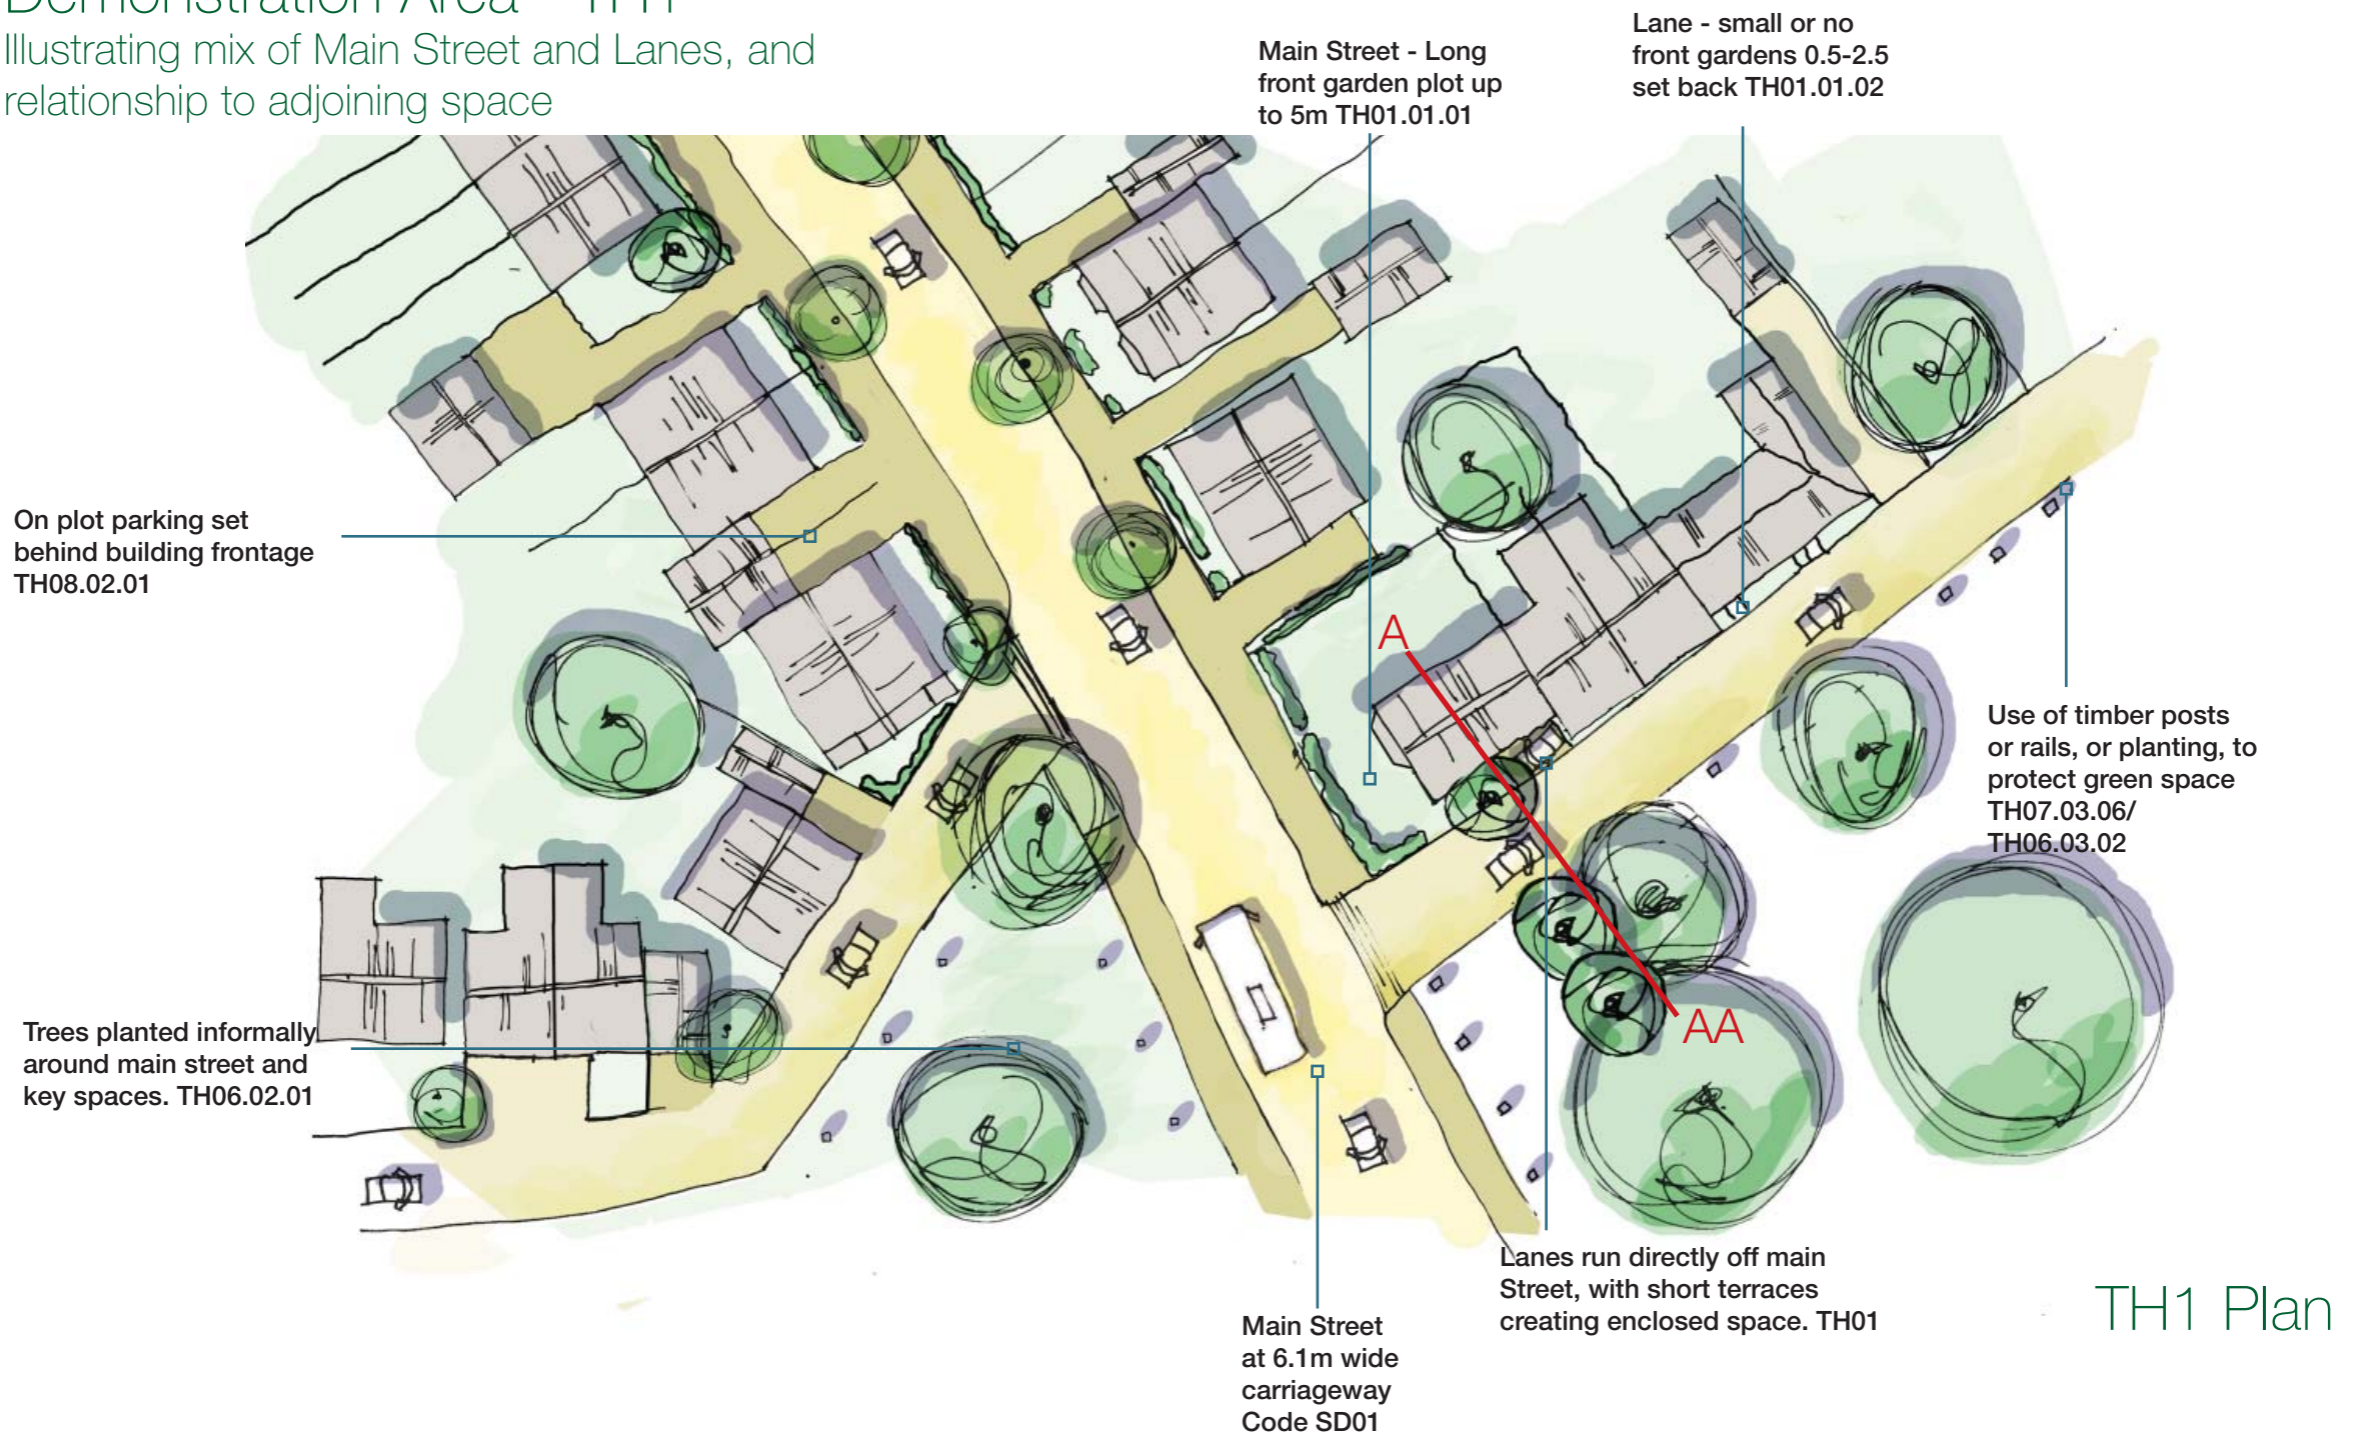 Demonstration Area - TH1
Illustrating mix of Main Street and Lanes, and
relationship to adjoining space
Main Street - Long
front garden plot up
to 5m TH01.01.01
Lane - small or no
front gardens 0.5-2.5
set back TH01.01.02
On plot parking set
behind building frontage
TH08.02.01
A
Use of timber posts
or rails, or planting, to
protect green space
TH07.03.06/
TH06.03.02
Trees planted informally
around main street and
key spaces. TH06.02.01
AA
Lanes run directly off main
Street, with short terraces
creating enclosed space. TH01
Main Street
at 6.1m wide
carriageway
Code SD01
TH1 Plan